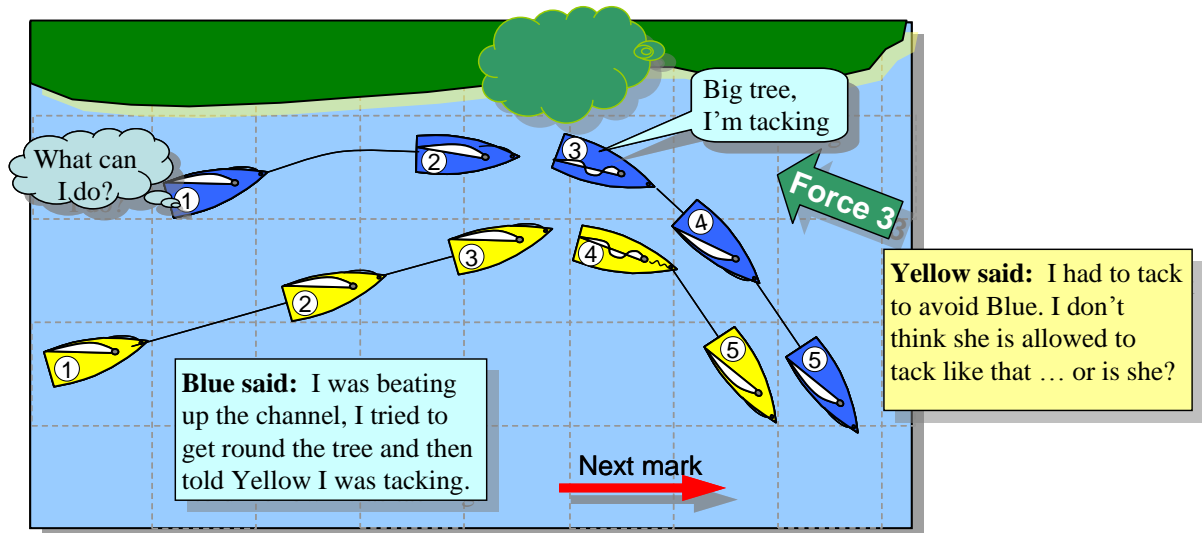 Big tree,
I'm tacking
What can
I do?
1
2
3
4
5
1
2
3
4
5
Force 3
Yellow said: I had to tack
to avoid Blue. I don't
think she is allowed to
tack like that … or is she?
Blue said: I was beating
up the channel, I tried to
get round the tree and then
told Yellow I was tacking.
Next mark